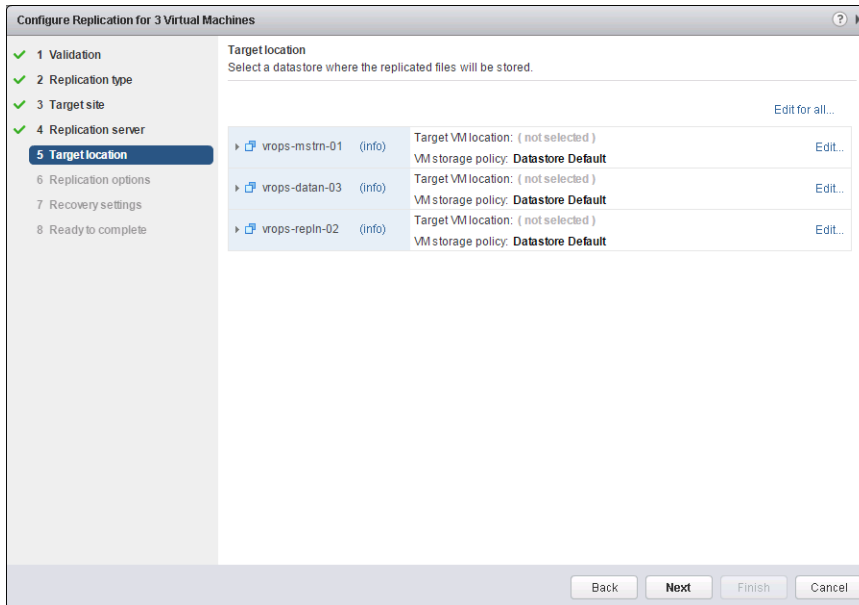 Configure Replication for 3 Virtual Machines
?
1 Validation
2 Replication type
3 Target site
4 Replication server
5 Target location
6 Replication options
7 Recovery settings
8 Ready to complete
Target location
Select a datastore where the replicated files will be stored.
Edit for all...
vrops-mstrn-01 (info)
Target VM location: ( not selected )
VM storage policy: Datastore Default
Edit...
vrops-datan-03 (info)
Target VM location: ( not selected )
VM storage policy: Datastore Default
Edit...
vrops-repln-02 (info)
Target VM location: ( not selected )
VM storage policy: Datastore Default
Edit...
Back Next Finish Cancel